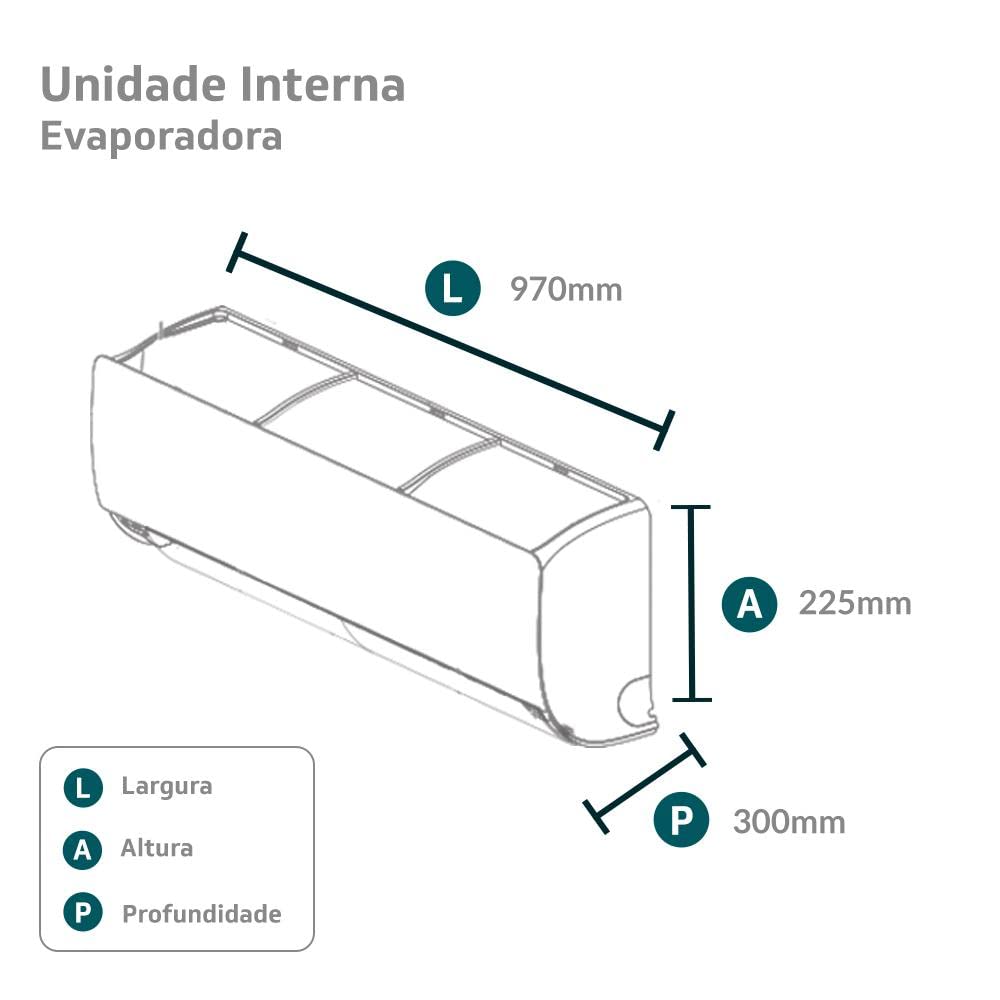 Unidade Interna
Evaporadora
L 970mm
A 225mm
P 300mm
L Largura
A Altura
P Profundidade